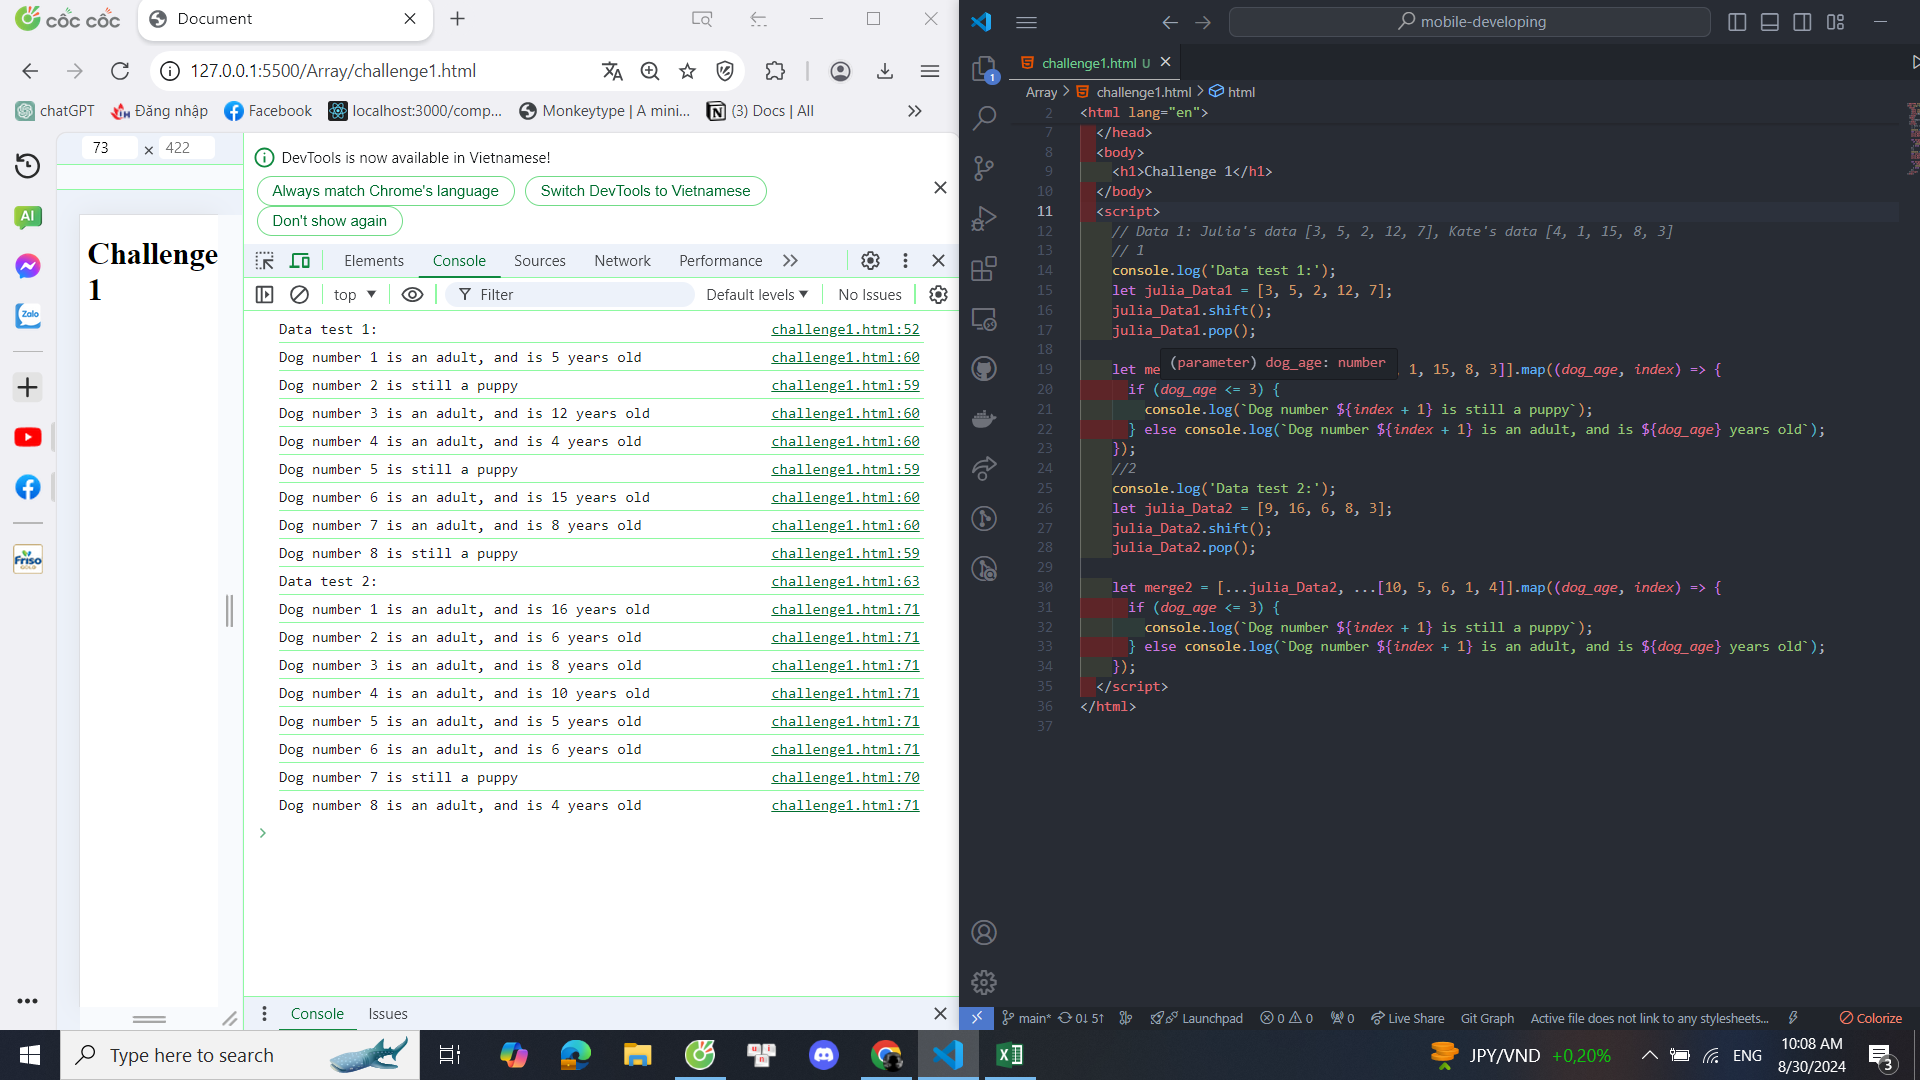 cốc cốc
Document
127.0.0.1:5500/Array/challenge1.html
chatGPT
Đăng nhập
Facebook
localhost:3000/comp...
Monkeytype | A mini...
(3) Docs | All
73 × 422
AI
Zalo
Friso
Challenge
1
DevTools is now available in Vietnamese!
Always match Chrome's language
Switch DevTools to Vietnamese
Don't show again
Elements Console Sources Network Performance
top
Filter
Default levels
No Issues
Data test 1: challenge1.html:52
Dog number 1 is an adult, and is 5 years old challenge1.html:60
Dog number 2 is still a puppy challenge1.html:59
Dog number 3 is an adult, and is 12 years old challenge1.html:60
Dog number 4 is an adult, and is 4 years old challenge1.html:60
Dog number 5 is still a puppy challenge1.html:59
Dog number 6 is an adult, and is 15 years old challenge1.html:60
Dog number 7 is an adult, and is 8 years old challenge1.html:60
Dog number 8 is still a puppy challenge1.html:59
Data test 2: challenge1.html:63
Dog number 1 is an adult, and is 16 years old challenge1.html:71
Dog number 2 is an adult, and is 6 years old challenge1.html:71
Dog number 3 is an adult, and is 8 years old challenge1.html:71
Dog number 4 is an adult, and is 10 years old challenge1.html:71
Dog number 5 is an adult, and is 5 years old challenge1.html:71
Dog number 6 is an adult, and is 6 years old challenge1.html:71
Dog number 7 is still a puppy challenge1.html:70
Dog number 8 is an adult, and is 4 years old challenge1.html:71
Console Issues
mobile-developing
1
challenge1.html U
Array > challenge1.html > html
2 <html lang="en">
7 </head>
8 <body>
9 <h1>Challenge 1</h1>
10 </body>
11 <script>
12 // Data 1: Julia's data [3, 5, 2, 12, 7], Kate's data [4, 1, 15, 8, 3]
13 // 1
14 console.log('Data test 1:');
15 let julia_Data1 = [3, 5, 2, 12, 7];
16 julia_Data1.shift();
17 julia_Data1.pop();
18
(parameter) dog_age: number
19 let me 1, 15, 8, 3]].map((dog_age, index) => {
20 if (dog_age <= 3) {
21 console.log(`Dog number ${index + 1} is still a puppy`);
22 } else console.log(`Dog number ${index + 1} is an adult, and is ${dog_age} years old`);
23 });
24 //2
25 console.log('Data test 2:');
26 let julia_Data2 = [9, 16, 6, 8, 3];
27 julia_Data2.shift();
28 julia_Data2.pop();
29
30 let merge2 = [...julia_Data2, ...[10, 5, 6, 1, 4]].map((dog_age, index) => {
31 if (dog_age <= 3) {
32 console.log(`Dog number ${index + 1} is still a puppy`);
33 } else console.log(`Dog number ${index + 1} is an adult, and is ${dog_age} years old`);
34 });
35 </script>
36 </html>
37
main* 0↓ 5↑ Launchpad 0 0 0 Live Share Git Graph Active file does not link to any stylesheets... Colorize
Type here to search
JPY/VND +0,20%
ENG
10:08 AM
8/30/2024
3